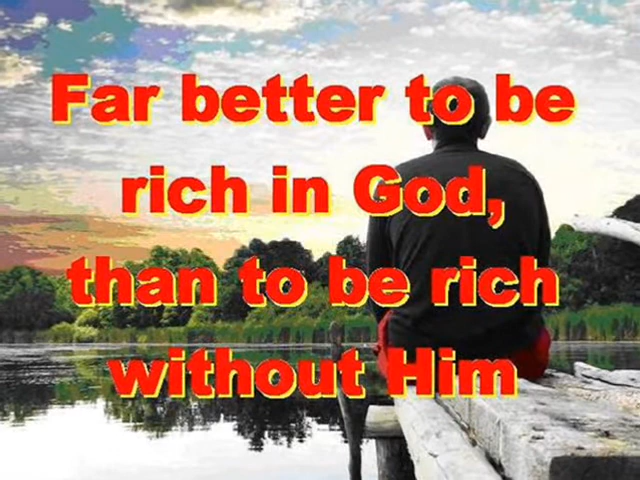 Far better to be
rich in God,
than to be rich
without Him